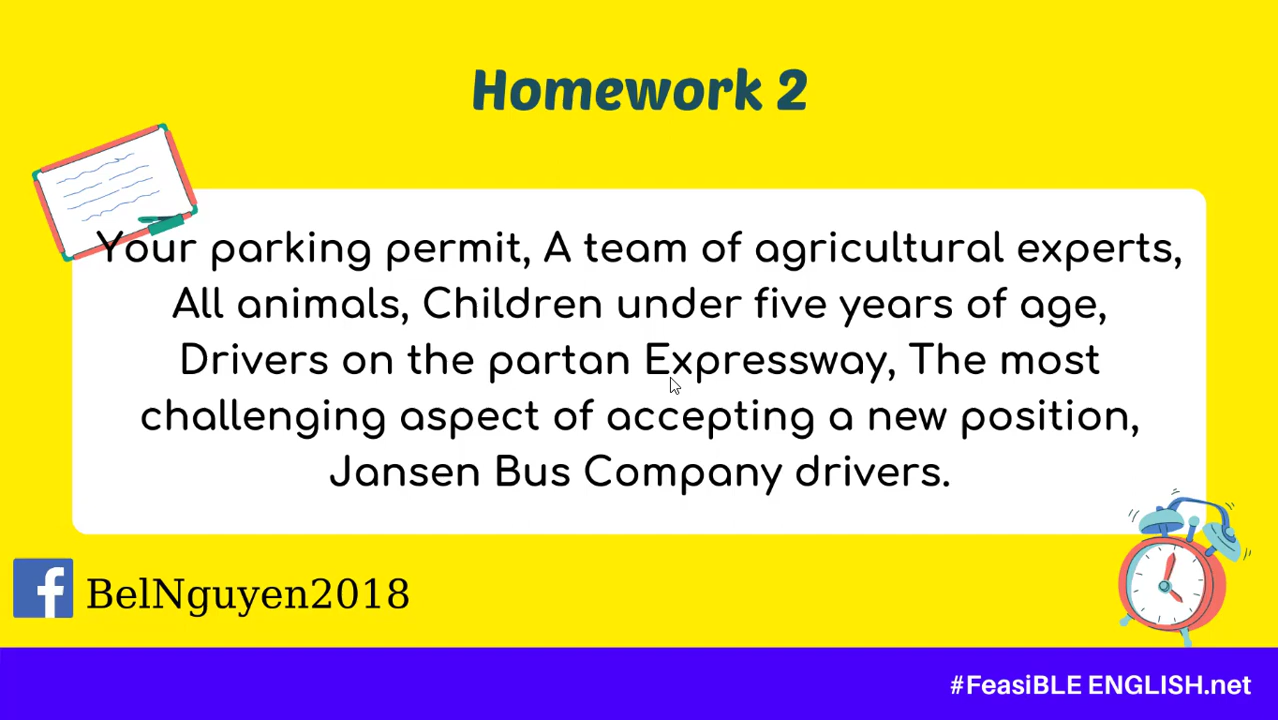 Homework 2
Your parking permit, A team of agricultural experts,
All animals, Children under five years of age,
Drivers on the partan Expressway, The most
challenging aspect of accepting a new position,
Jansen Bus Company drivers.
BelNguyen2018
#FeasiBLE ENGLISH.net